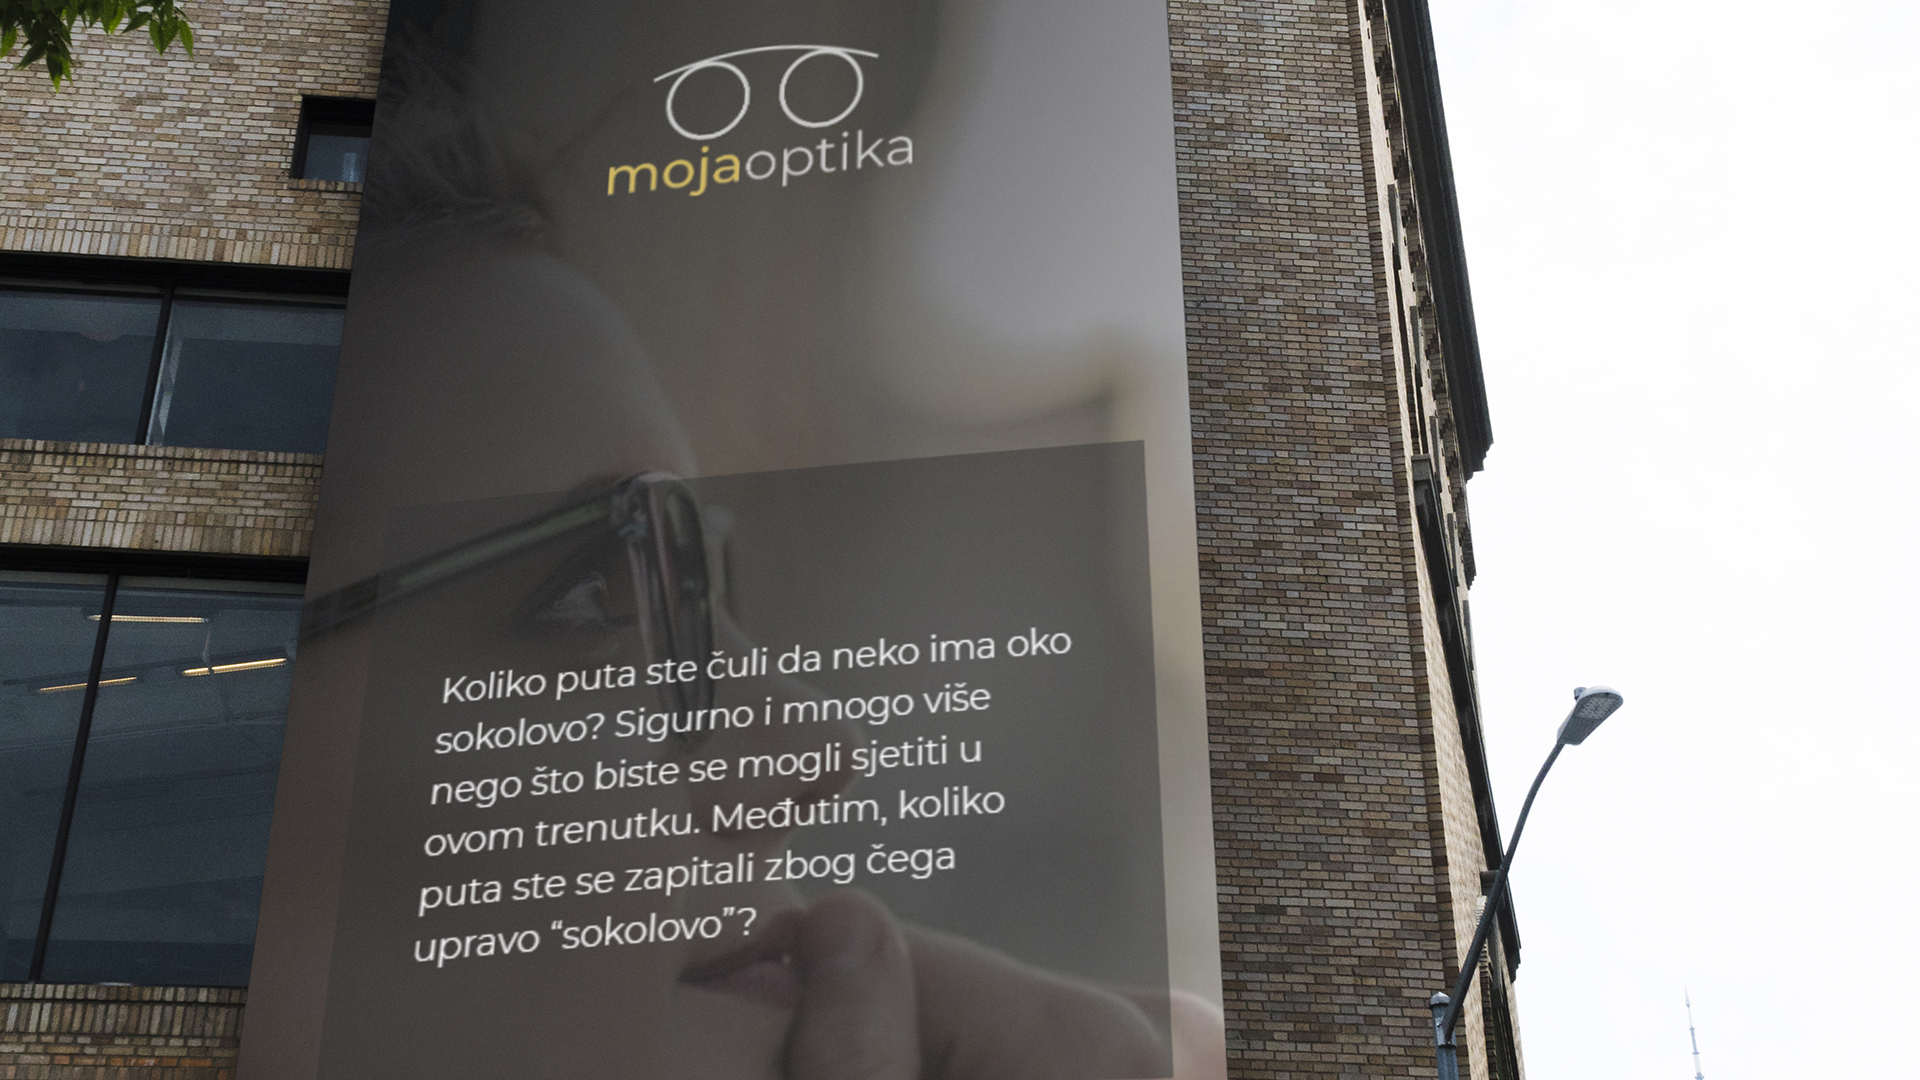 mojaoptika
Koliko puta ste čuli da neko ima oko
sokolovo? Sigurno i mnogo više
nego što biste se mogli sjetiti u
ovom trenutku. Međutim, koliko
puta ste se zapitali zbog čega
upravo “sokolovo”?